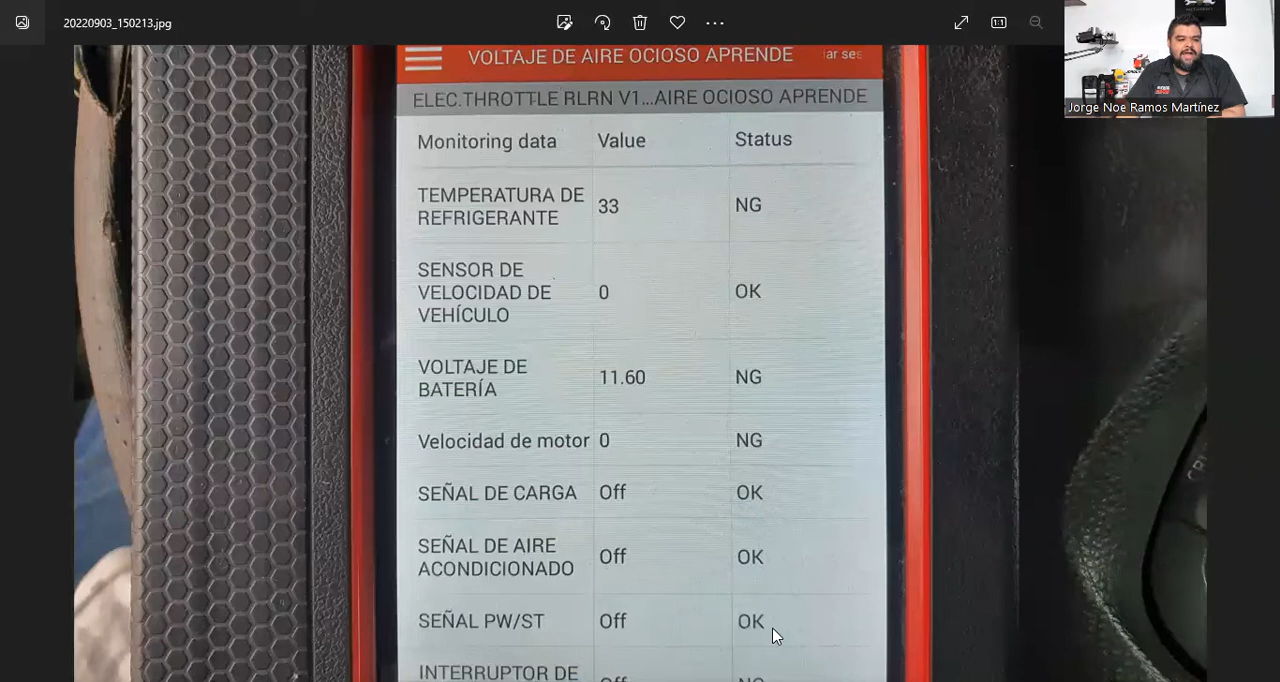 20220903_150213.jpg
Jorge Noe Ramos Martínez
VOLTAJE DE AIRE OCIOSO APRENDE
ELEC.THROTTLE RLRN V1...AIRE OCIOSO APRENDE
Monitoring data Value Status
TEMPERATURA DE
REFRIGERANTE 33 NG
SENSOR DE
VELOCIDAD DE
VEHÍCULO 0 OK
VOLTAJE DE
BATERÍA 11.60 NG
Velocidad de motor 0 NG
SEÑAL DE CARGA Off OK
SEÑAL DE AIRE
ACONDICIONADO Off OK
SEÑAL PW/ST Off OK
INTERRUPTOR DE